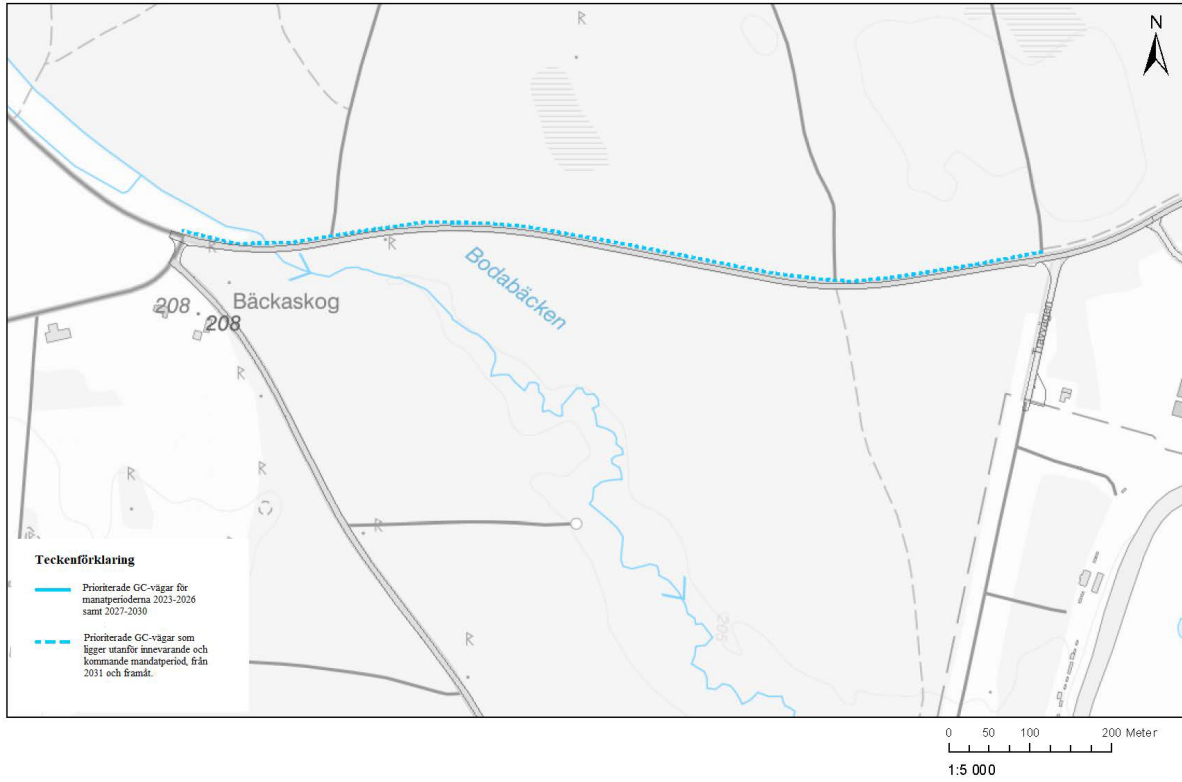 N
Bodabäcken
208
Bäckaskog
208
Travvägen
Teckenförklaring
Prioriterade GC-vägar för
manatperioderna 2023-2026
samt 2027-2030
Prioriterade GC-vägar som
ligger utanför innevarande och
kommande mandatperiod, från
2031 och framåt.
0 50 100 200 Meter
1:5 000